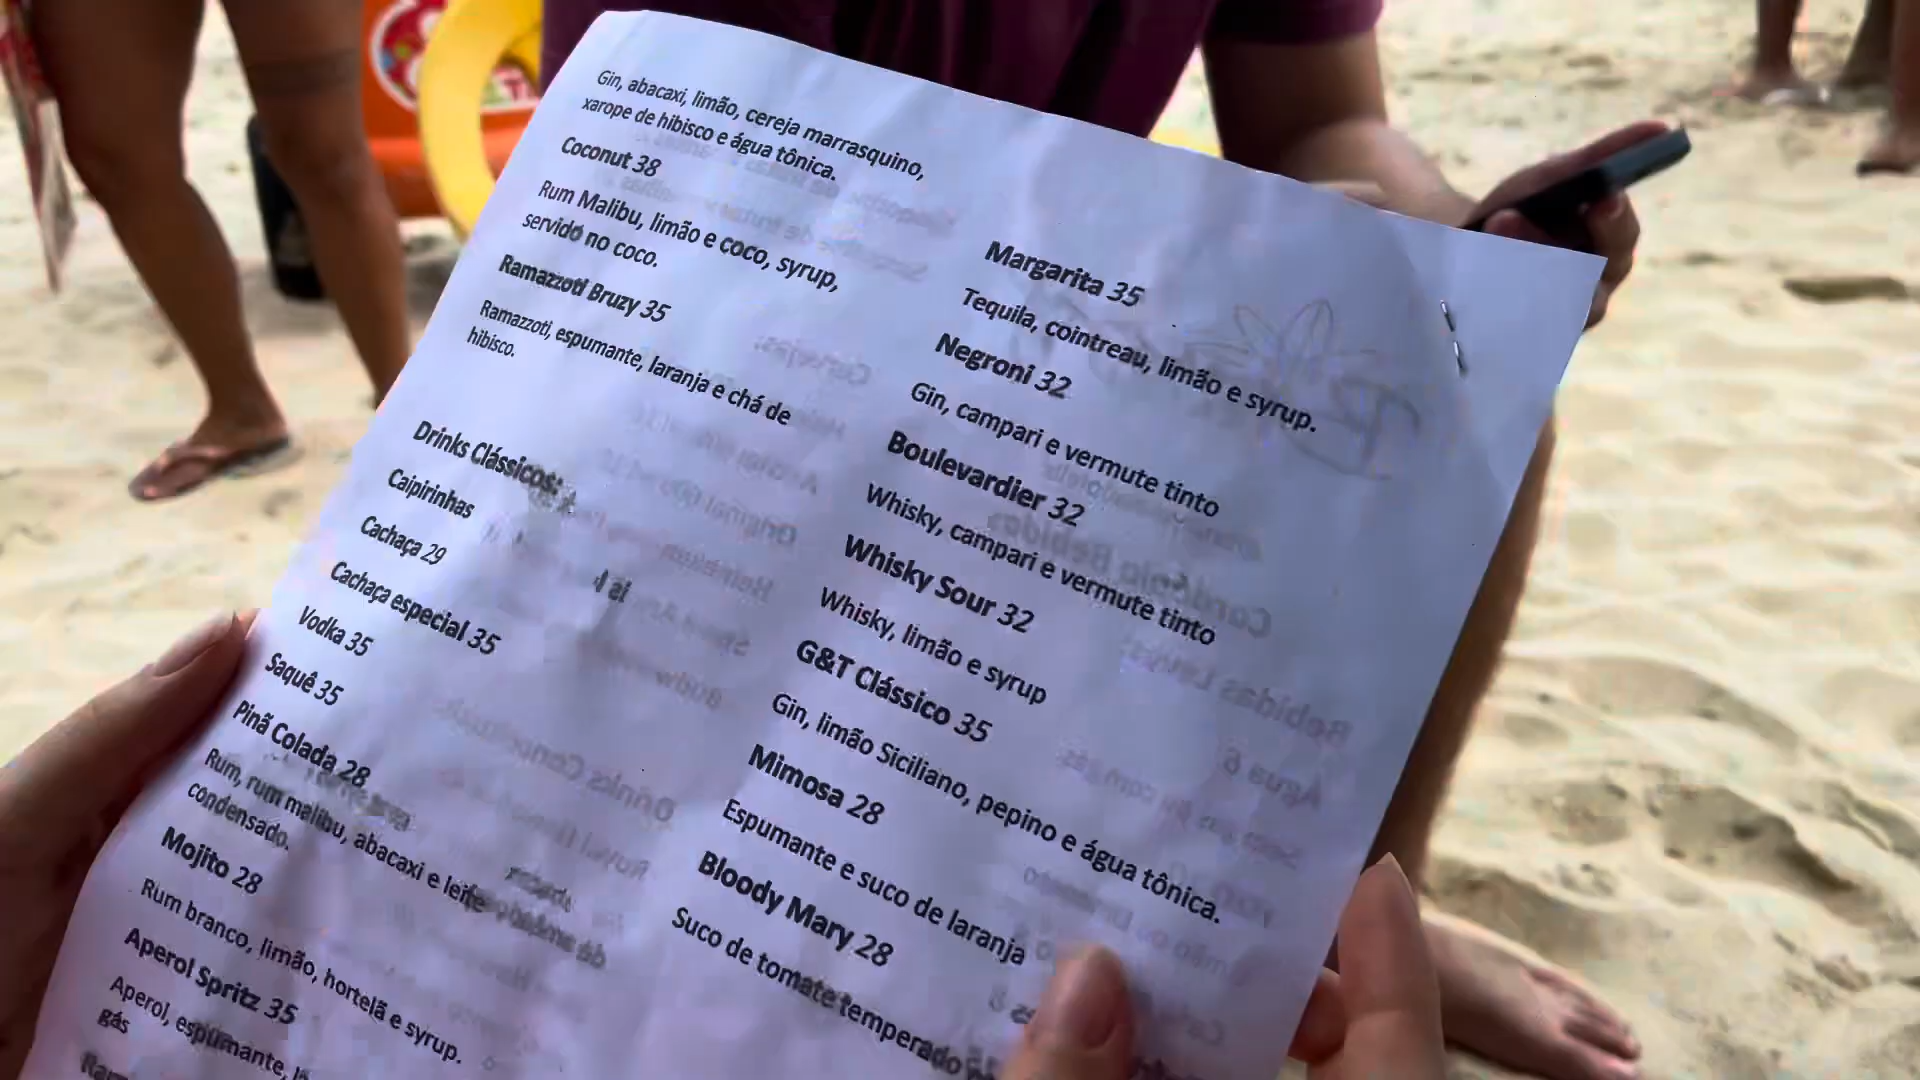 Gin, abacaxi, limão, cereja marrasquino,
xarope de hibisco e água tônica.
Coconut 38
Rum Malibu, limão e coco, syrup,
servido no coco.
Ramazzoti Bruzy 35
Ramazzoti, espumante, laranja e chá de
hibisco.
Drinks Clássicos:
Caipirinhas
Cachaça 29
Cachaça especial 35
Vodka 35
Saquê 35
Pinã Colada 28
Rum, rum malibu, abacaxi e leite
condensado.
Mojito 28
Rum branco, limão, hortelã e syrup.
Aperol Spritz 35
Aperol, espumante,
gás
Margarita 35
Tequila, cointreau, limão e syrup.
Negroni 32
Gin, campari e vermute tinto
Boulevardier 32
Whisky, campari e vermute tinto
Whisky Sour 32
Whisky, limão e syrup
G&T Clássico 35
Gin, limão Siciliano, pepino e água tônica.
Mimosa 28
Espumante e suco de laranja
Bloody Mary 28
Suco de tomate temperado